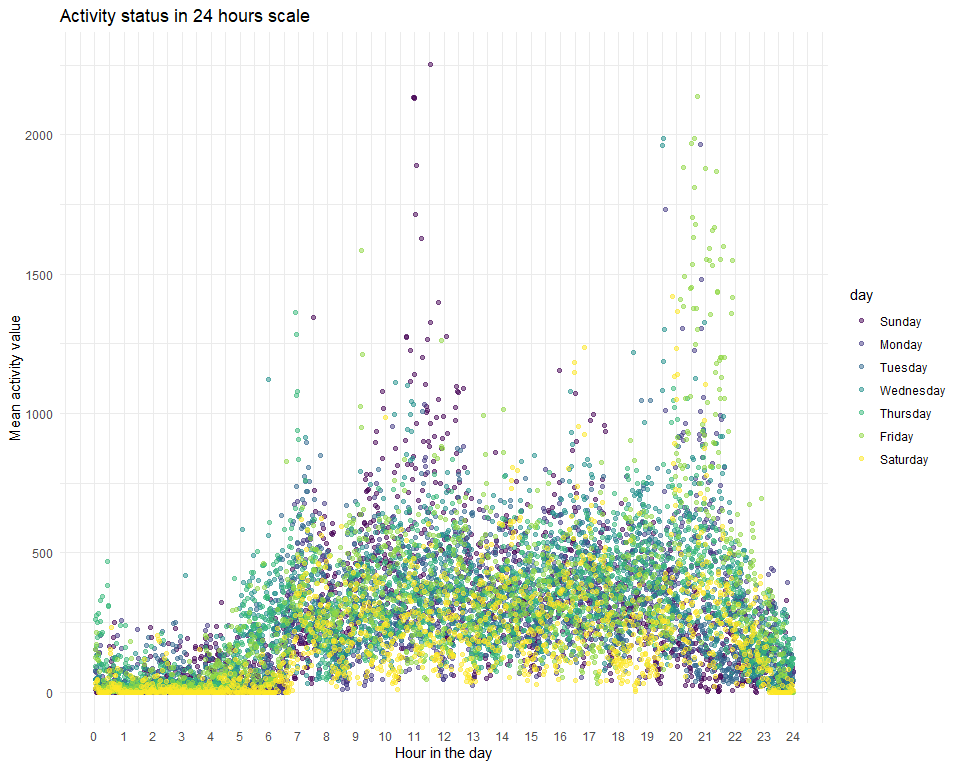 Activity status in 24 hours scale
Mean activity value
2000
1500
1000
500
0
0 1 2 3 4 5 6 7 8 9 10 11 12 13 14 15 16 17 18 19 20 21 22 23 24
Hour in the day
day
Sunday
Monday
Tuesday
Wednesday
Thursday
Friday
Saturday